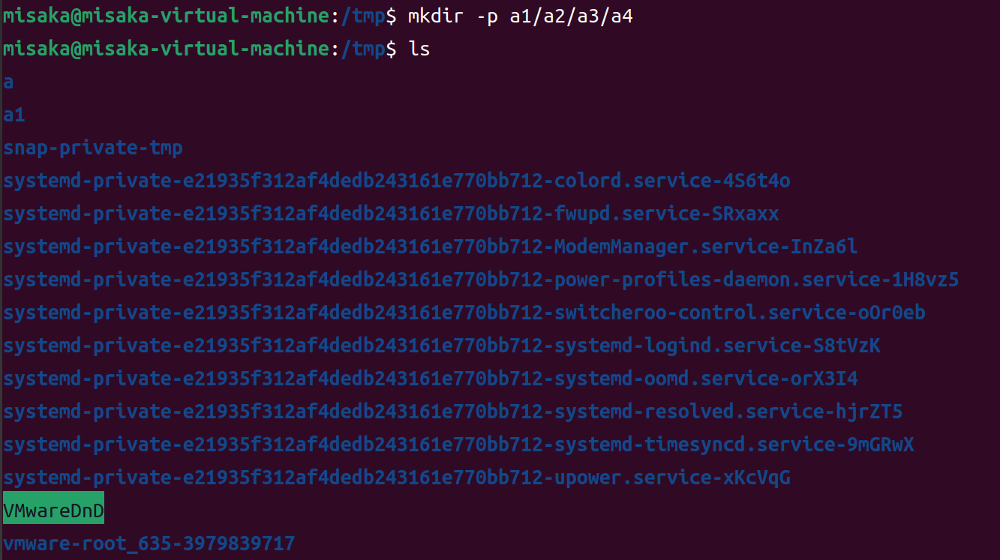 misaka@misaka-virtual-machine:/tmp$ mkdir -p a1/a2/a3/a4
misaka@misaka-virtual-machine:/tmp$ ls
a
a1
snap-private-tmp
systemd-private-e21935f312af4dedb243161e770bb712-colord.service-4S6t4o
systemd-private-e21935f312af4dedb243161e770bb712-fwupd.service-SRxaxx
systemd-private-e21935f312af4dedb243161e770bb712-ModemManager.service-InZa6l
systemd-private-e21935f312af4dedb243161e770bb712-power-profiles-daemon.service-1H8vz5
systemd-private-e21935f312af4dedb243161e770bb712-switcheroo-control.service-oOr0eb
systemd-private-e21935f312af4dedb243161e770bb712-systemd-logind.service-S8tVzK
systemd-private-e21935f312af4dedb243161e770bb712-systemd-oomd.service-orX3I4
systemd-private-e21935f312af4dedb243161e770bb712-systemd-resolved.service-hjrZT5
systemd-private-e21935f312af4dedb243161e770bb712-systemd-timesyncd.service-9mGRwX
systemd-private-e21935f312af4dedb243161e770bb712-upower.service-xKcVqG
VMwareDnD
vmware-root_635-3979839717